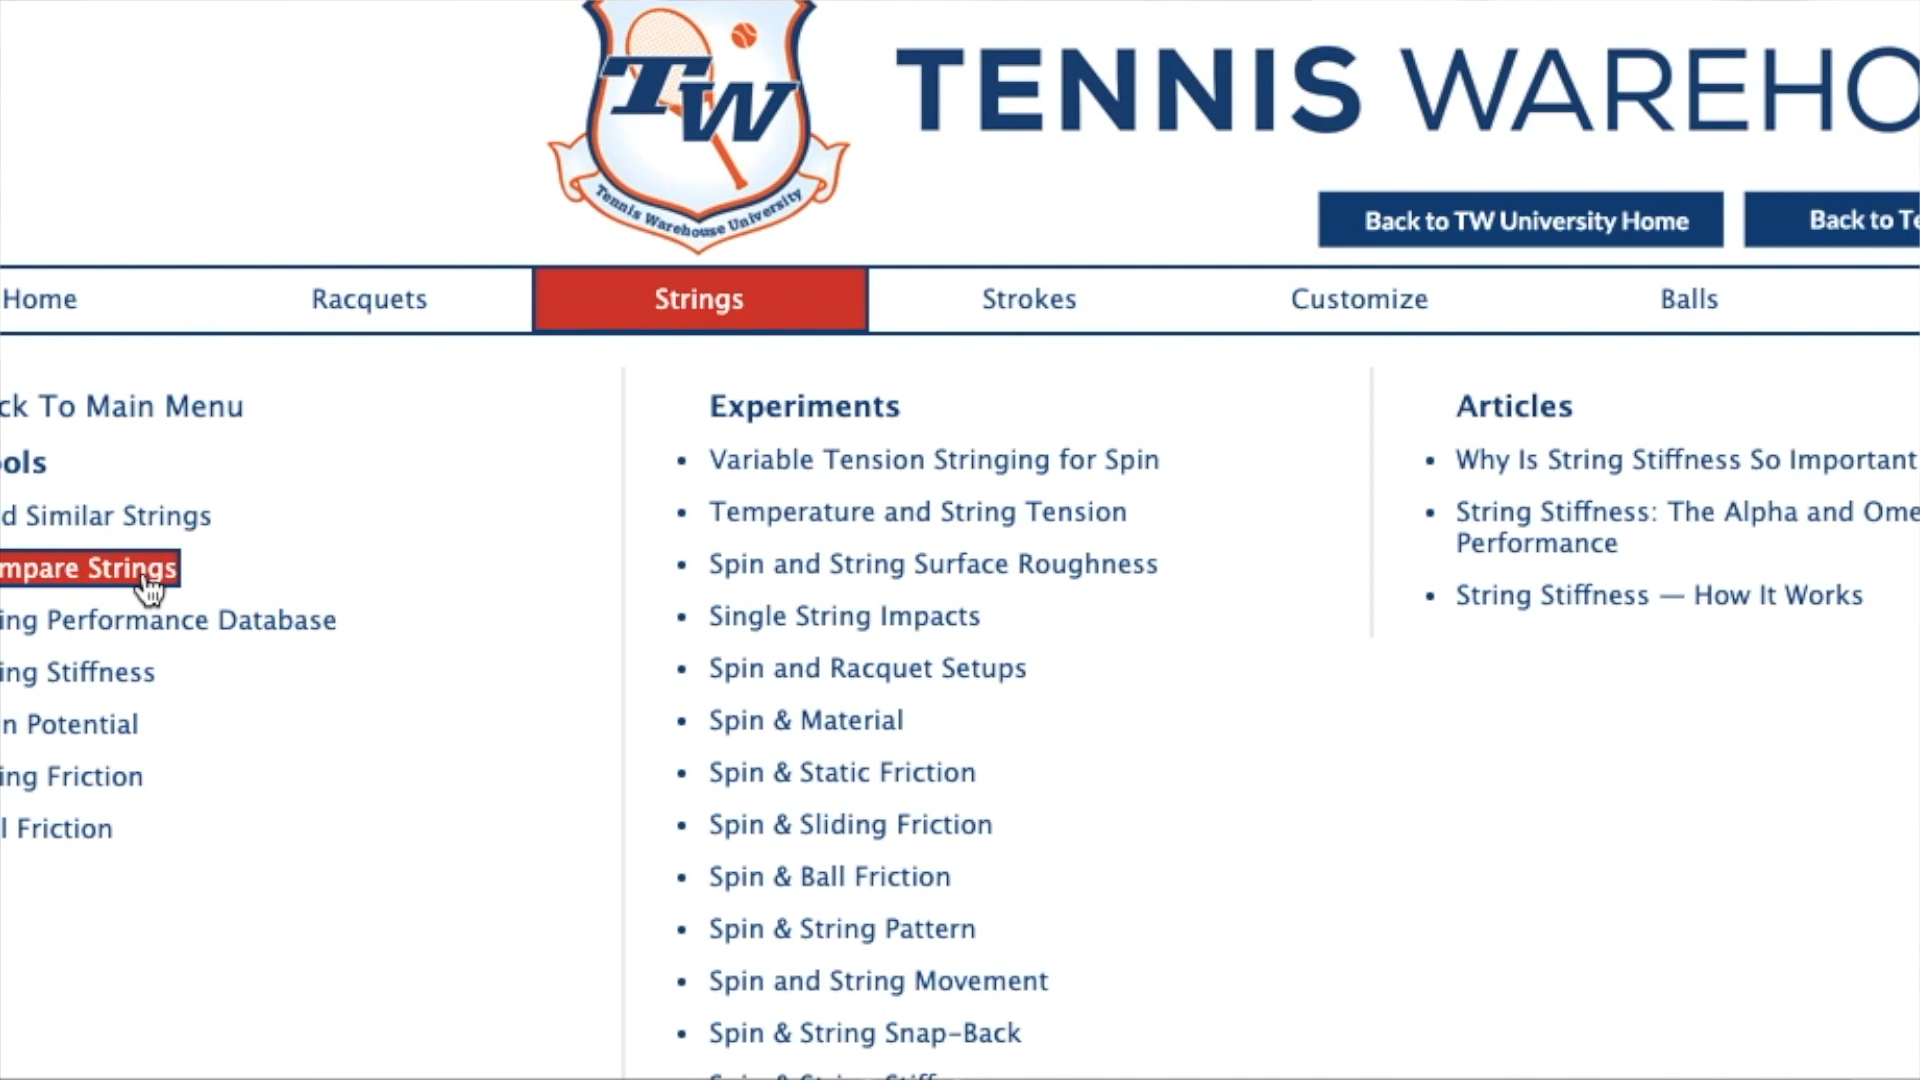 TW
Tennis Warehouse University
TENNIS WAREHO
Back to TW University Home
Back to Te
Home
Racquets
Strings
Strokes
Customize
Balls
ck To Main Menu
ols
d Similar Strings
mpare Strings
ing Performance Database
ing Stiffness
n Potential
ing Friction
l Friction
Experiments
• Variable Tension Stringing for Spin
• Temperature and String Tension
• Spin and String Surface Roughness
• Single String Impacts
• Spin and Racquet Setups
• Spin & Material
• Spin & Static Friction
• Spin & Sliding Friction
• Spin & Ball Friction
• Spin & String Pattern
• Spin and String Movement
• Spin & String Snap-Back
Articles
• Why Is String Stiffness So Important
• String Stiffness: The Alpha and Ome
Performance
• String Stiffness — How It Works